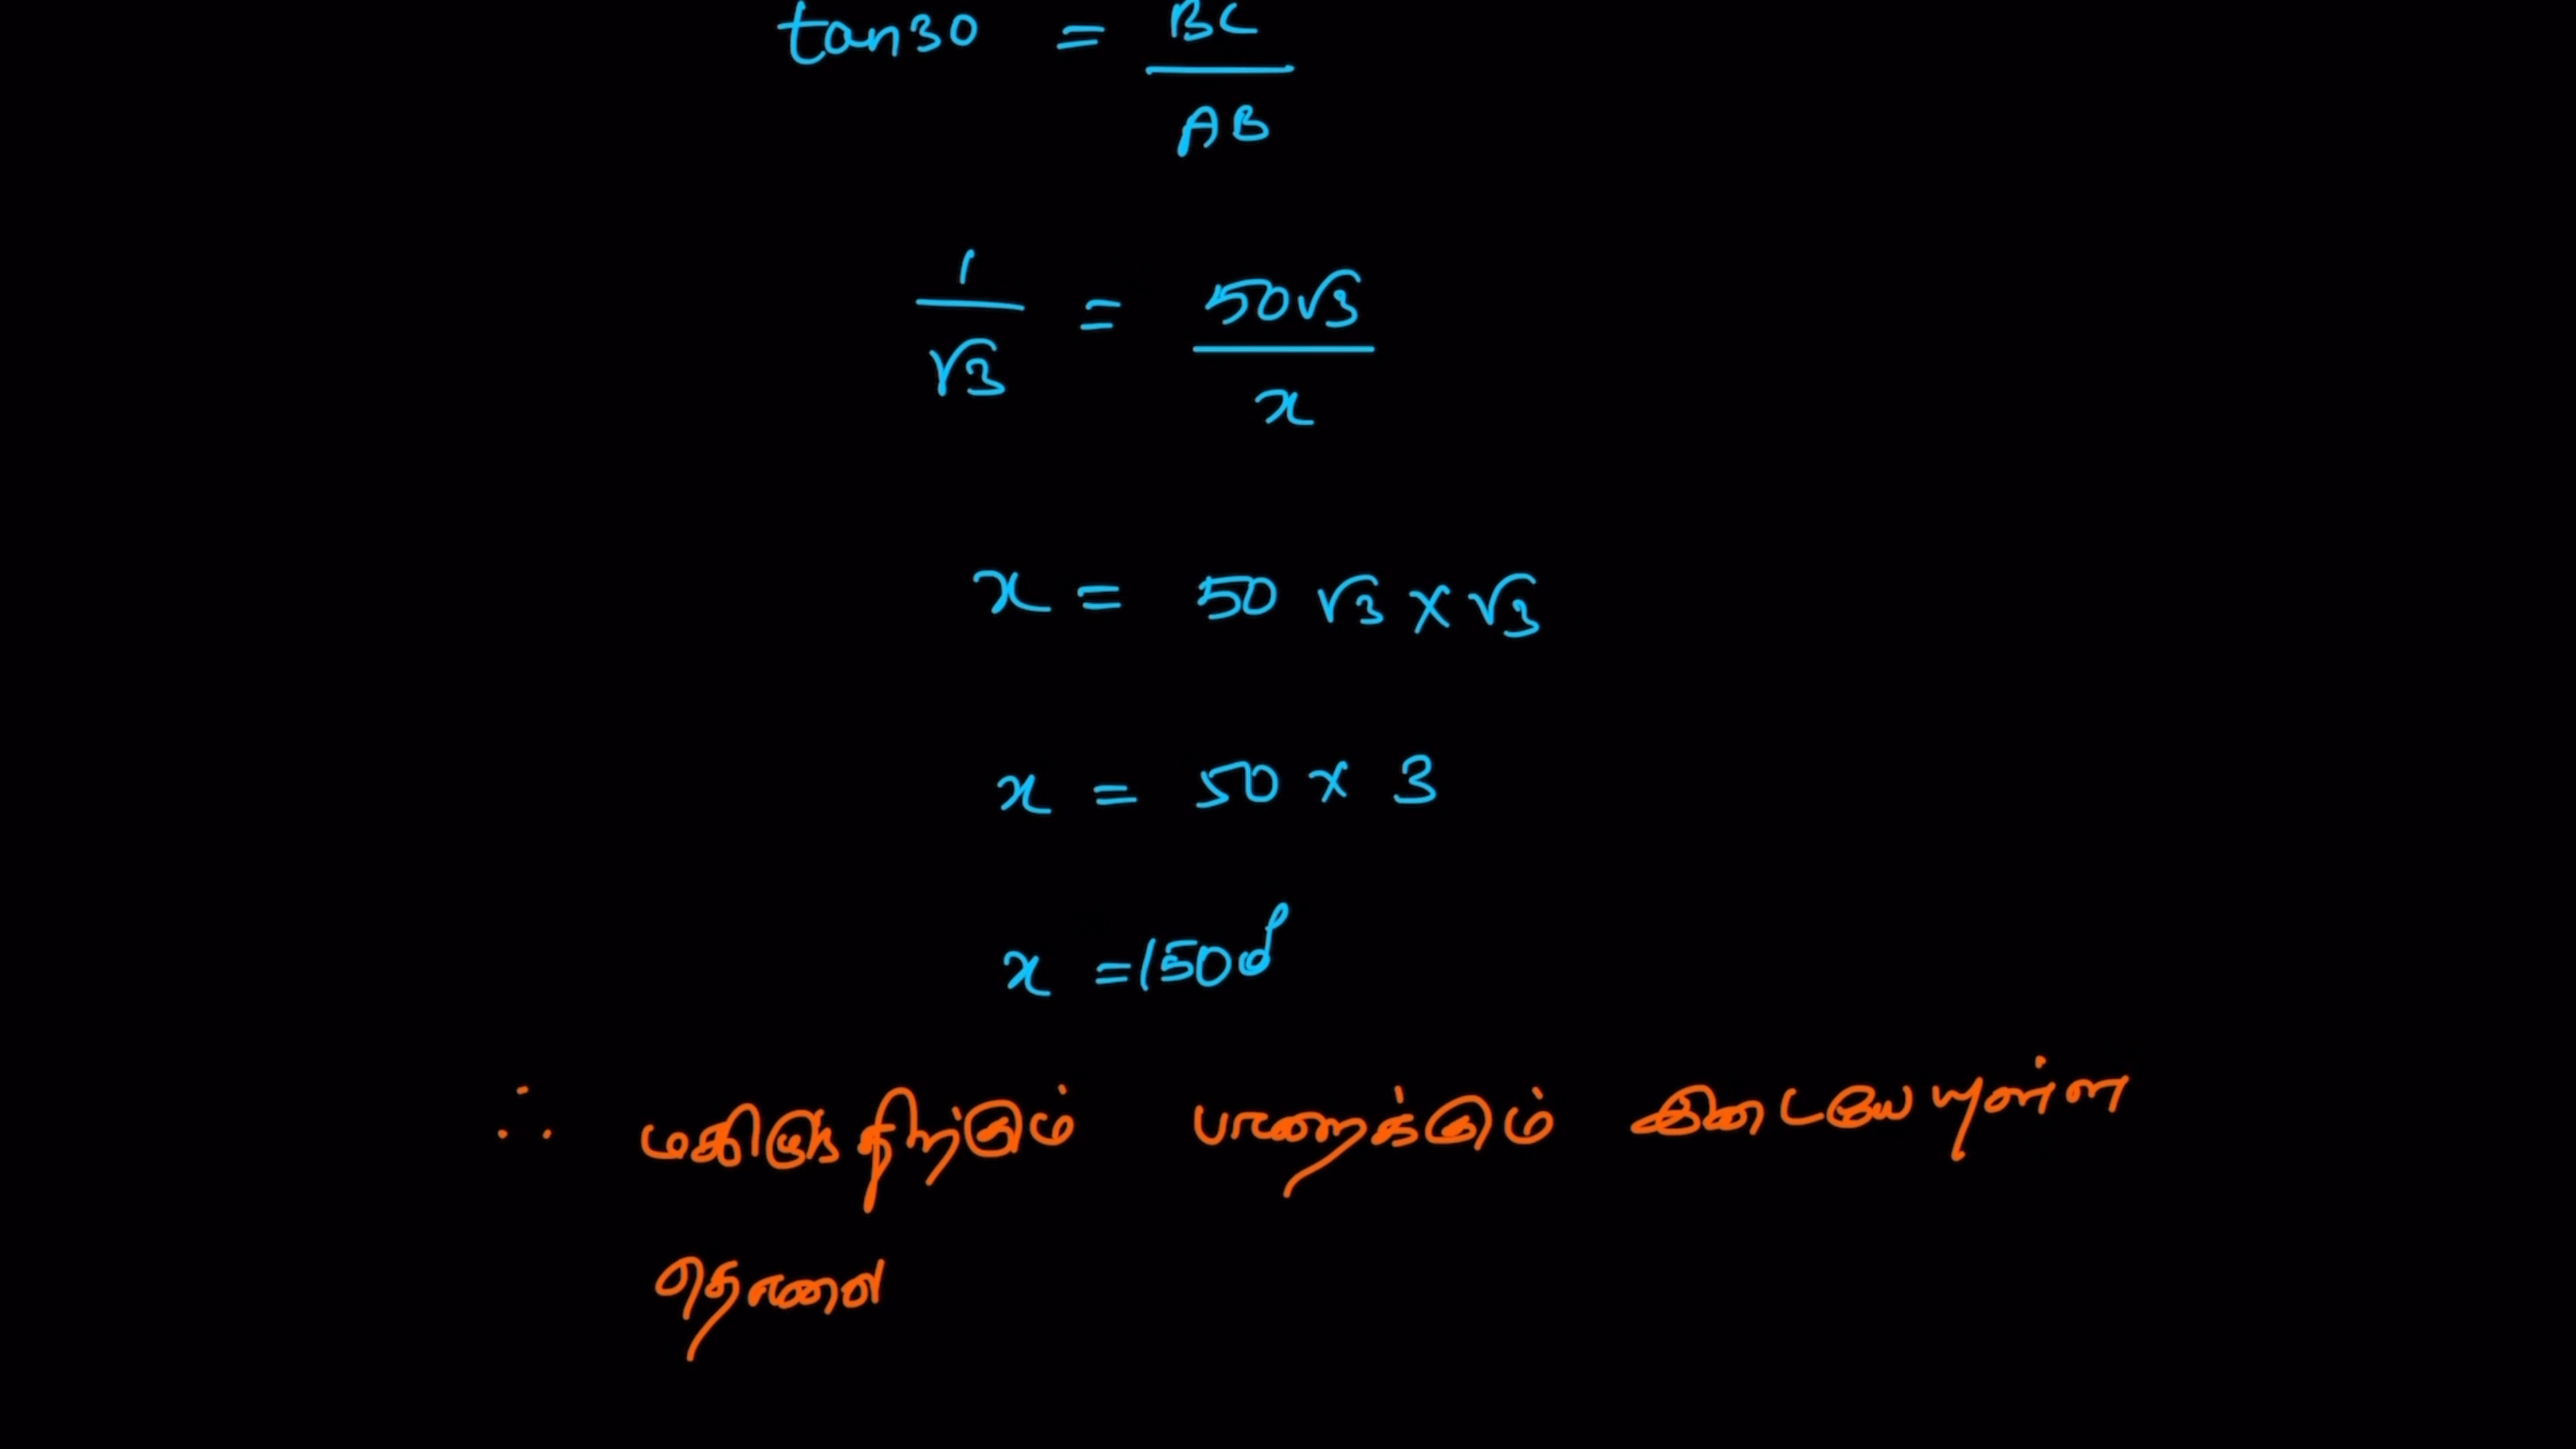 tan30 = BC/AB
1/√3 = 50√3/x
x = 50 √3 × √3
x = 50 × 3
x = 150 மீ
∴ மகிழுந்திற்கும் பாறைக்கும் இடையேயுள்ள
தொலை